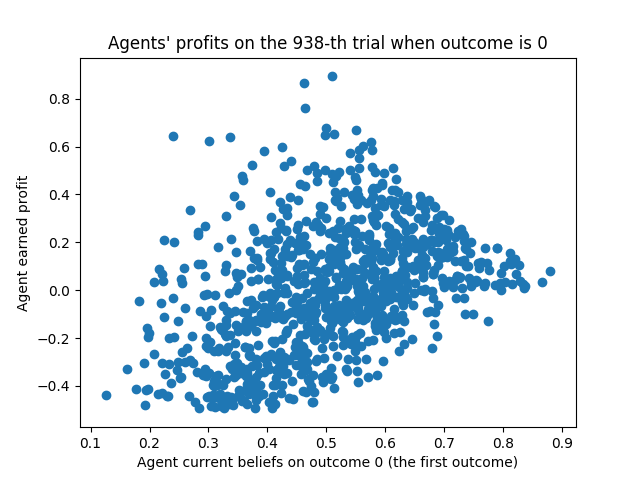 Agents' profits on the 938-th trial when outcome is 0
0.8
0.6
0.4
0.2
0.0
−0.2
−0.4
Agent earned profit
0.1 0.2 0.3 0.4 0.5 0.6 0.7 0.8 0.9
Agent current beliefs on outcome 0 (the first outcome)